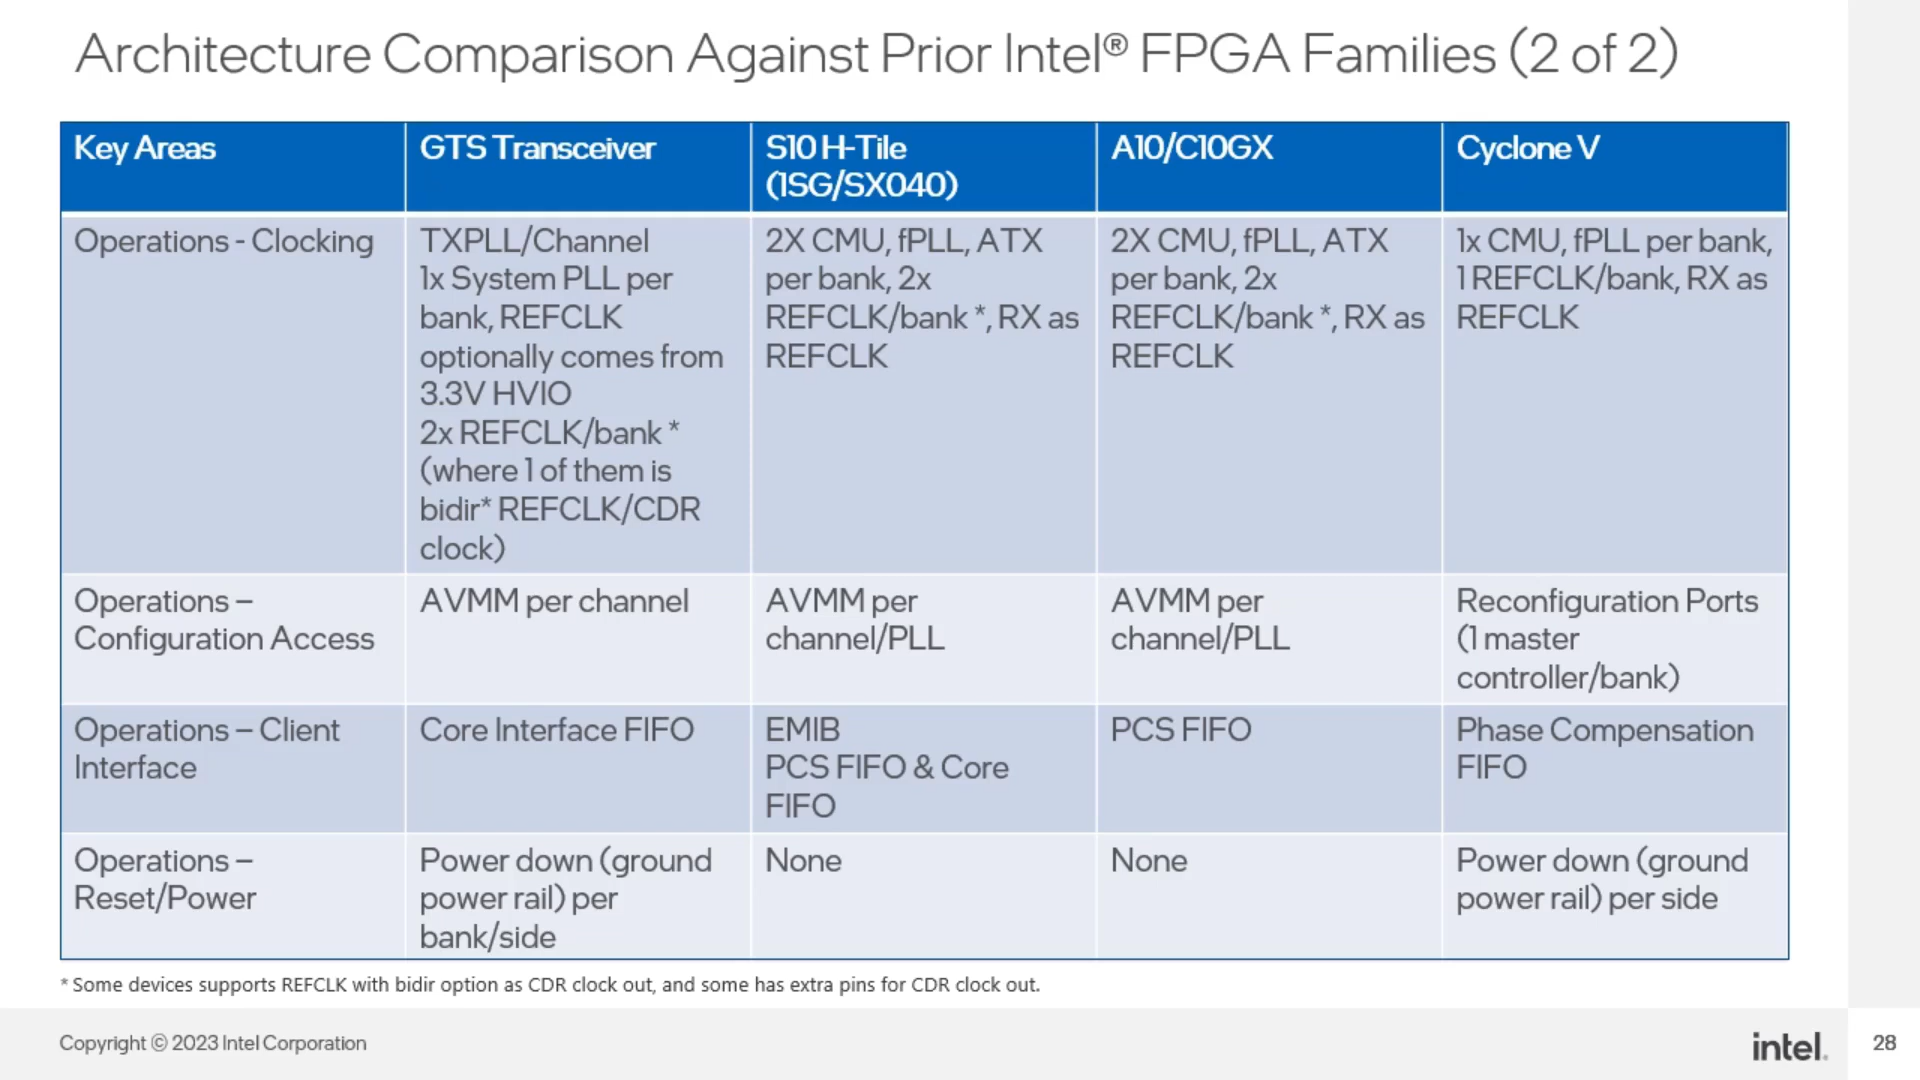 Architecture Comparison Against Prior Intel® FPGA Families (2 of 2)
Key Areas
GTS Transceiver
S10 H-Tile
(1SG/SX040)
A10/C10GX
Cyclone V
Operations - Clocking
TXPLL/Channel
1x System PLL per
bank, REFCLK
optionally comes from
3.3V HVIO
2x REFCLK/bank *
(where 1 of them is
bidir* REFCLK/CDR
clock)
2X CMU, fPLL, ATX
per bank, 2x
REFCLK/bank *, RX as
REFCLK
2X CMU, fPLL, ATX
per bank, 2x
REFCLK/bank *, RX as
REFCLK
1x CMU, fPLL per bank,
1 REFCLK/bank, RX as
REFCLK
Operations –
Configuration Access
AVMM per channel
AVMM per
channel/PLL
AVMM per
channel/PLL
Reconfiguration Ports
(1 master
controller/bank)
Operations – Client
Interface
Core Interface FIFO
EMIB
PCS FIFO & Core
FIFO
PCS FIFO
Phase Compensation
FIFO
Operations –
Reset/Power
Power down (ground
power rail) per
bank/side
None
None
Power down (ground
power rail) per side
* Some devices supports REFCLK with bidir option as CDR clock out, and some has extra pins for CDR clock out.
Copyright © 2023 Intel Corporation
intel.
28